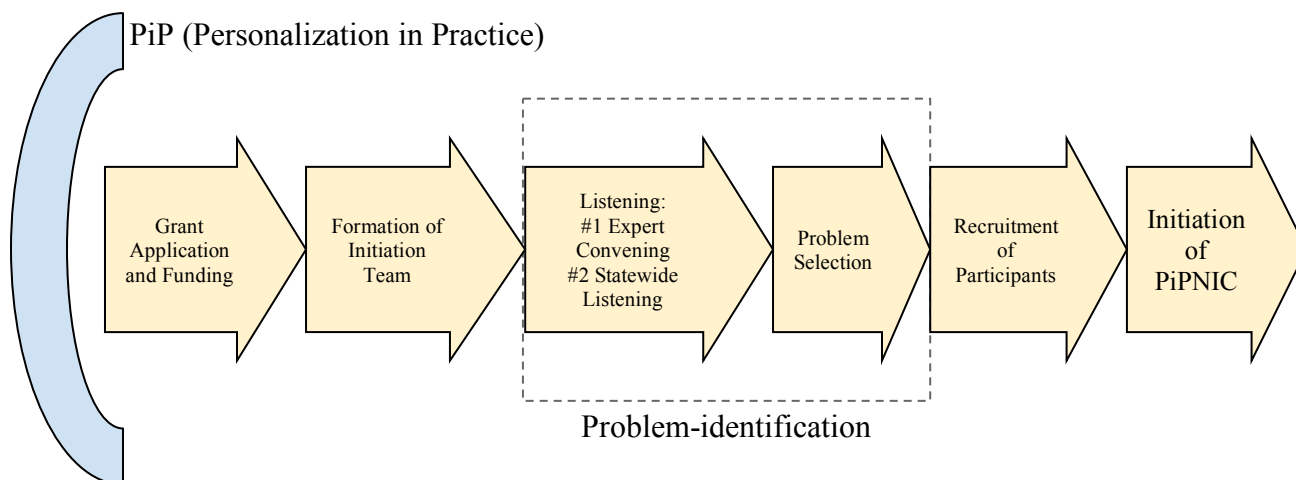 PiP (Personalization in Practice)
Grant
Application
and Funding
Formation of
Initiation
Team
Listening:
#1 Expert
Convening
#2 Statewide
Listening
Problem
Selection
Recruitment
of
Participants
Initiation
of
PiPNIC
Problem-identification